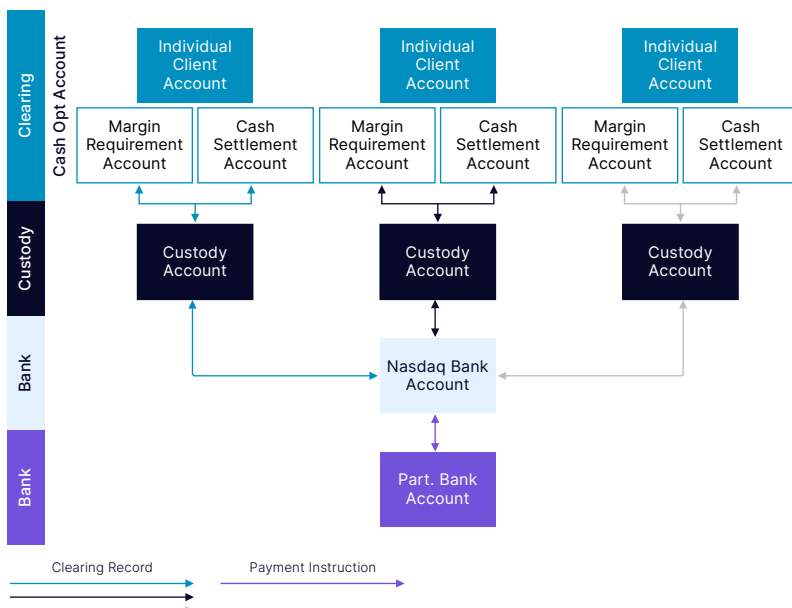 Clearing
Cash Opt Account
Individual
Client
Account
Individual
Client
Account
Individual
Client
Account
Margin
Requirement
Account
Cash
Settlement
Account
Margin
Requirement
Account
Cash
Settlement
Account
Margin
Requirement
Account
Cash
Settlement
Account
Custody
Custody
Account
Custody
Account
Custody
Account
Bank
Nasdaq Bank
Account
Bank
Part. Bank
Account
Clearing Record
Payment Instruction